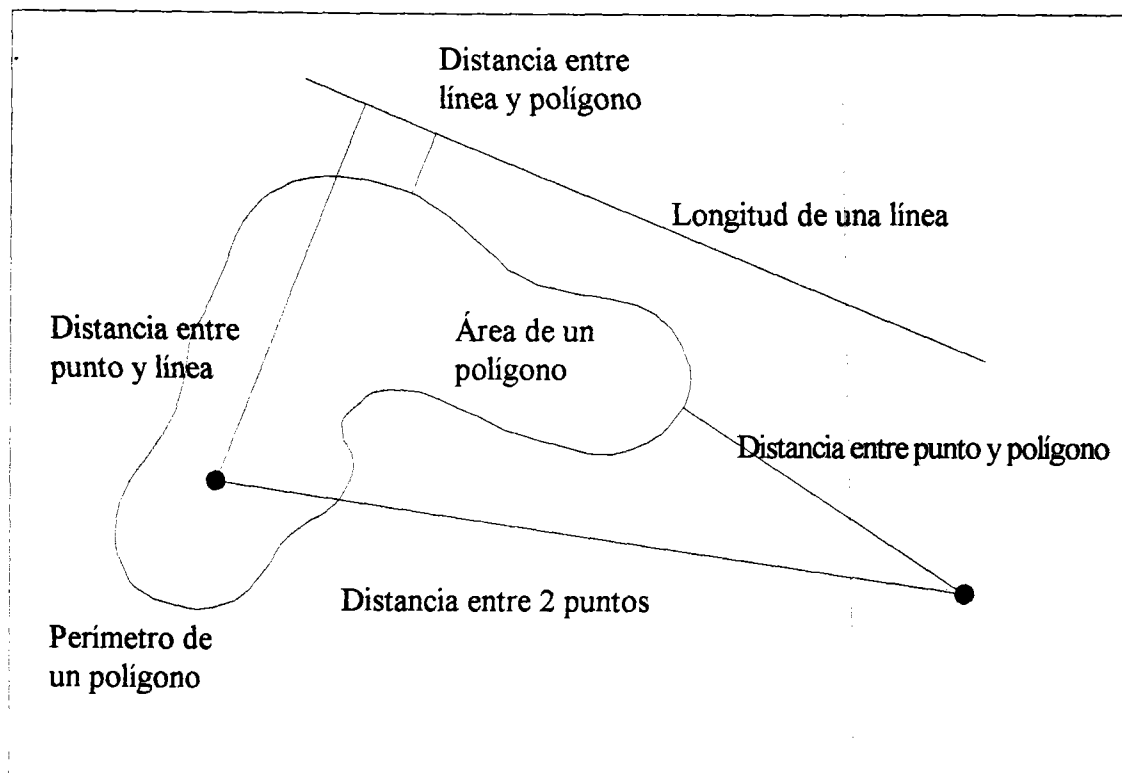 Distancia entre
línea y polígono
Longitud de una línea
Distancia entre
punto y línea
Área de un
polígono
Distancia entre punto y polígono
Distancia entre 2 puntos
Perímetro de
un polígono